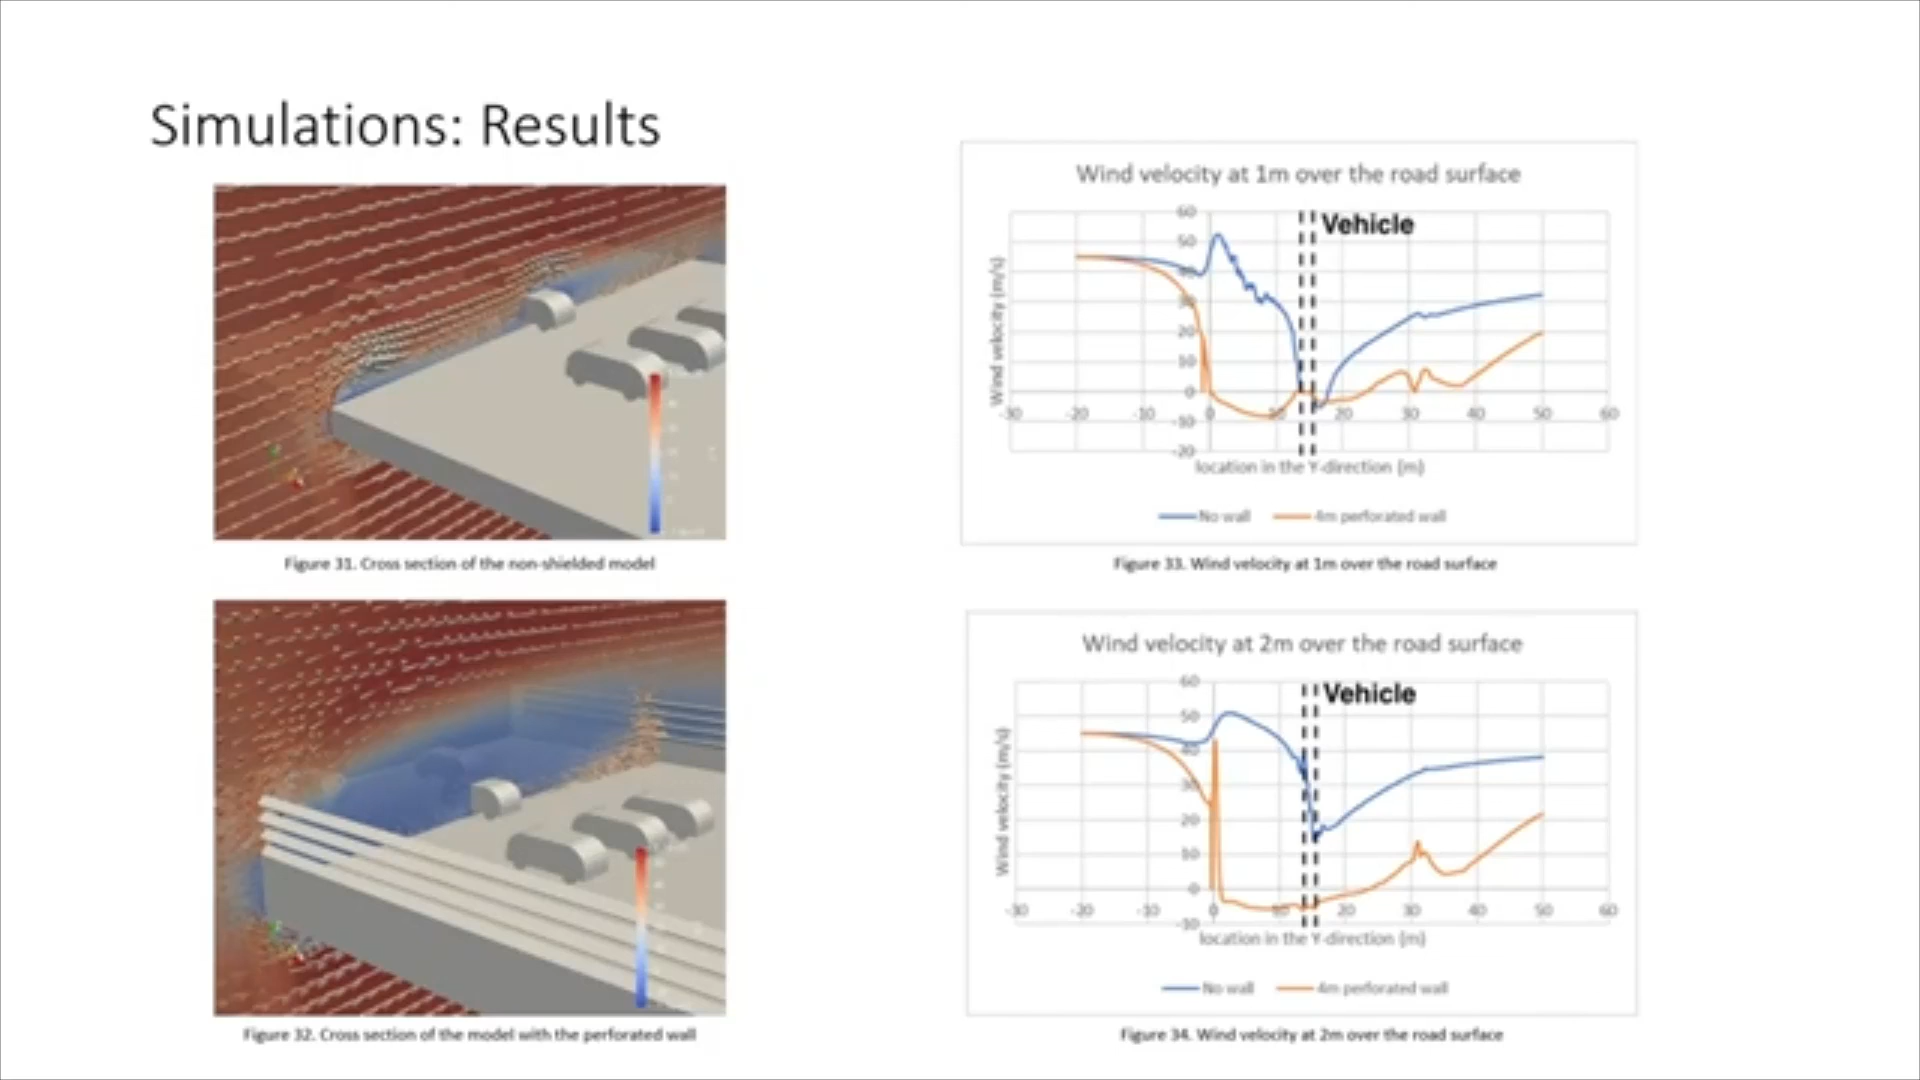 Simulations: Results
Figure 31. Cross section of the non-shielded model
Figure 32. Cross section of the model with the perforated wall
Wind velocity at 1m over the road surface
Vehicle
Wind velocity (m/s)
60
50
40
30
20
10
0
-10
-20
-30 -20 -10 0 10 20 30 40 50 60
location in the Y-direction (m)
No wall 4m perforated wall
Figure 33. Wind velocity at 1m over the road surface
Wind velocity at 2m over the road surface
Vehicle
Wind velocity (m/s)
60
50
40
30
20
10
0
-10
-30 -20 -10 0 10 20 30 40 50 60
location in the Y-direction (m)
No wall 4m perforated wall
Figure 34. Wind velocity at 2m over the road surface